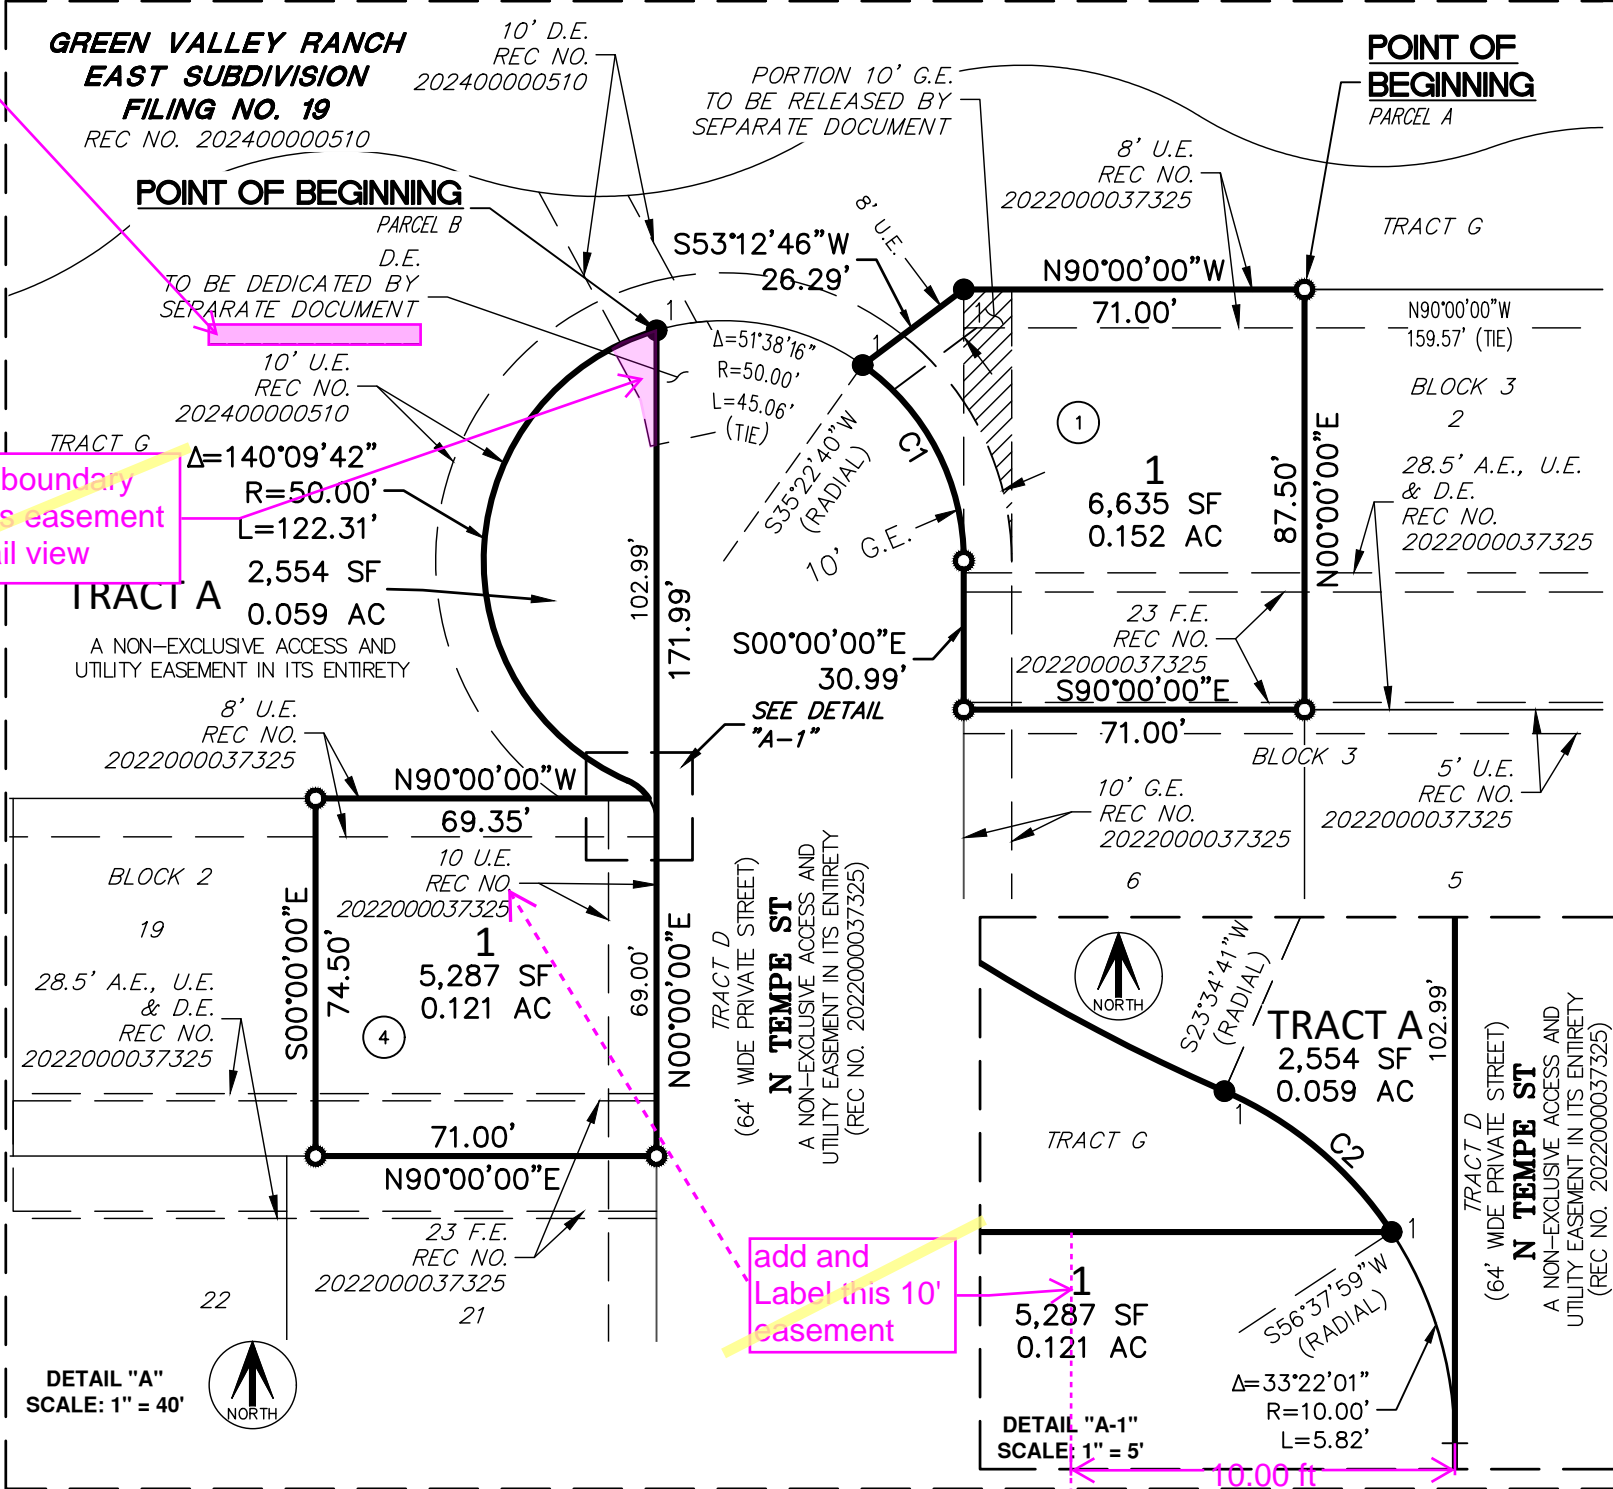 GREEN VALLEY RANCH
EAST SUBDIVISION
FILING NO. 19
REC NO. 202400000510
10' D.E.
REC NO.
202400000510
PORTION 10' G.E.
TO BE RELEASED BY
SEPARATE DOCUMENT
POINT OF
BEGINNING
PARCEL A
8' U.E.
REC NO.
2022000037325
TRACT G
POINT OF BEGINNING
PARCEL B
D.E.
TO BE DEDICATED BY
SEPARATE DOCUMENT
8' U.E.
S53°12'46"W
26.29'
N90°00'00"W
71.00'
N90°00'00"W
159.57' (TIE)
1
1
1
Δ=51°38'16"
R=50.00'
L=45.06'
(TIE)
10' U.E.
REC NO.
202400000510
TRACT G
Δ=140°09'42"
R=50.00'
L=122.31'
boundary
s easement
il view
TRACT A
2,554 SF
0.059 AC
A NON-EXCLUSIVE ACCESS AND
UTILITY EASEMENT IN ITS ENTIRETY
102.99'
171.99'
S35°22'40"W
(RADIAL)
C1
10' G.E.
1
1
6,635 SF
0.152 AC
87.50'
N00°00'00"E
BLOCK 3
2
28.5' A.E., U.E.
& D.E.
REC NO.
2022000037325
23 F.E.
REC NO.
2022000037325
S00°00'00"E
30.99'
S90°00'00"E
71.00'
SEE DETAIL
"A-1"
BLOCK 3
8' U.E.
REC NO.
2022000037325
N90°00'00"W
69.35'
10' G.E.
REC NO.
2022000037325
5' U.E.
REC NO.
2022000037325
6
5
BLOCK 2
19
10 U.E.
REC NO.
2022000037325
28.5' A.E., U.E.
& D.E.
REC NO.
2022000037325
S00°00'00"E
74.50'
1
5,287 SF
0.121 AC
4
69.00'
N00°00'00"E
TRACT D
(64' WIDE PRIVATE STREET)
N TEMPE ST
A NON-EXCLUSIVE ACCESS AND
UTILITY EASEMENT IN ITS ENTIRETY
(REC NO. 2022000037325)
71.00'
N90°00'00"E
23 F.E.
REC NO.
2022000037325
22
21
DETAIL "A"
SCALE: 1" = 40'
NORTH
add and
Label this 10'
easement
NORTH
S23°34'41"W
(RADIAL)
TRACT A
2,554 SF
0.059 AC
102.99'
1
TRACT G
C2
TRACT D
(64' WIDE PRIVATE STREET)
N TEMPE ST
A NON-EXCLUSIVE ACCESS AND
UTILITY EASEMENT IN ITS ENTIRETY
(REC NO. 2022000037325)
1
S56°37'59"W
(RADIAL)
1
5,287 SF
0.121 AC
Δ=33°22'01"
R=10.00'
L=5.82'
DETAIL "A-1"
SCALE: 1" = 5'
10.00 ft